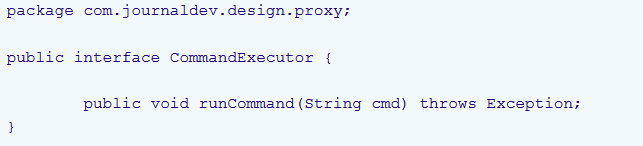 package com.journaldev.design.proxy;
public interface CommandExecutor {
public void runCommand(String cmd) throws Exception;
}